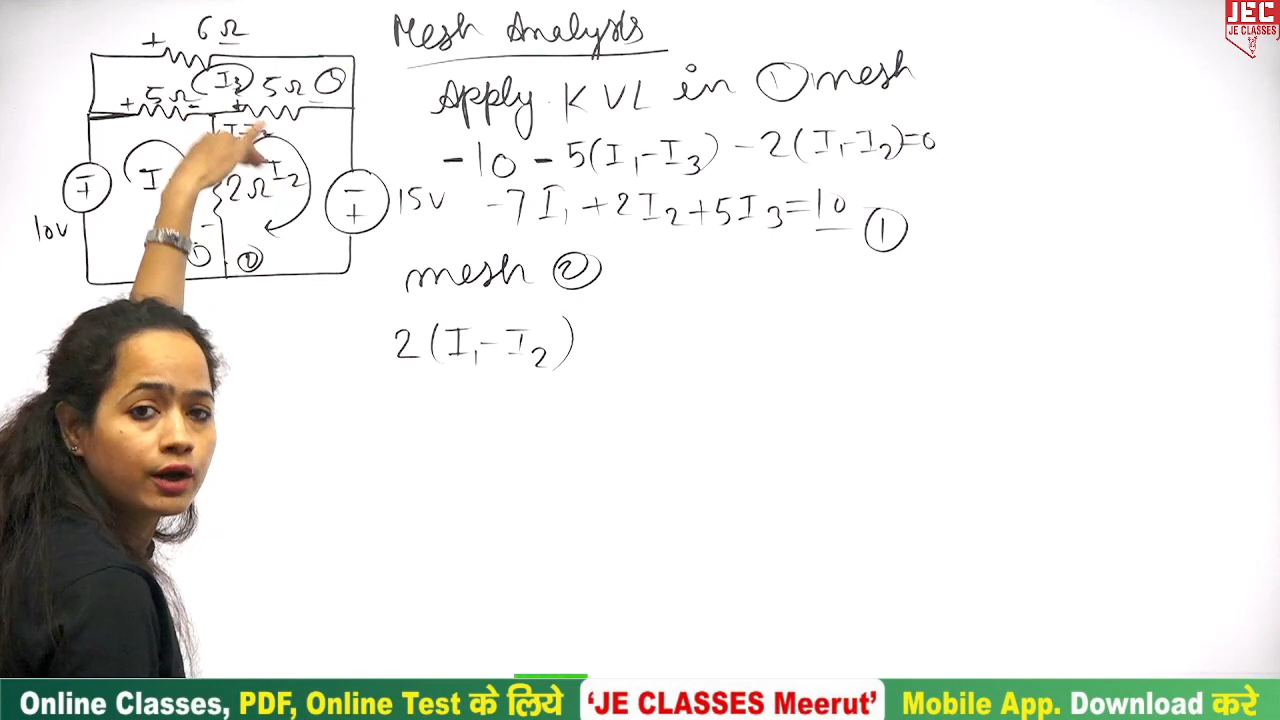 JEC
JE CLASSES
Mesh Analysis
Apply KVL in ① mesh
-10 - 5(I₁-I₃) - 2(I₁-I₂)=0
-7I₁+2I₂+5I₃=10 ①
mesh ②
2(I₁-I₂)
+ 6Ω
I₃
+ 5Ω -
+ 5Ω -
I₂
2Ω
10V
15V
①
②
Online Classes, PDF, Online Test के लिये 'JE CLASSES Meerut' Mobile App. Download करे